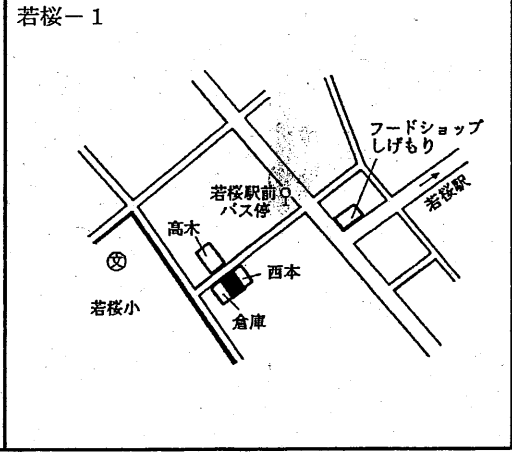 若桜－1
フードショップ
しげもり
若桜駅前
バス停
若桜駅
高木
文
西本
若桜小
倉庫